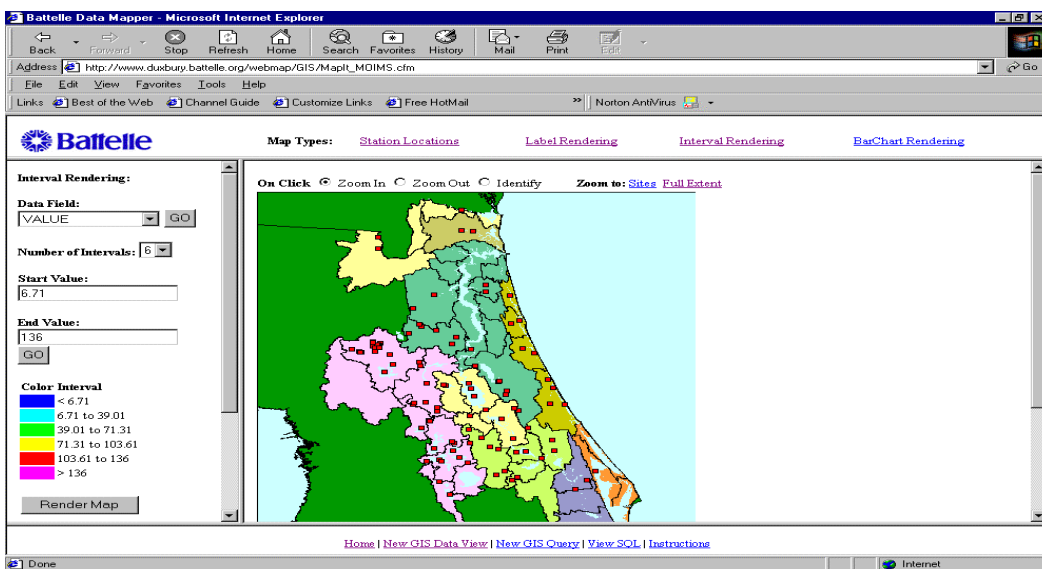 Battelle Data Mapper - Microsoft Internet Explorer
Back Forward Stop Refresh Home Search Favorites History Mail Print Edit
Address http://www.duxbury.battelle.org/webmap/GIS/MapIt_MOIMS.cfm Go
File Edit View Favorites Tools Help
Links Best of the Web Channel Guide Customize Links Free HotMail » Norton AntiVirus
Battelle
Map Types: Station Locations Label Rendering Interval Rendering BarChart Rendering
Interval Rendering:
On Click Zoom In Zoom Out Identify Zoom to: Sites Full Extent
Data Field:
VALUE GO
Number of Intervals: 6
Start Value:
6.71
End Value:
136
GO
Color Interval
< 6.71
6.71 to 39.01
39.01 to 71.31
71.31 to 103.61
103.61 to 136
> 136
Render Map
Home | New GIS Data View | New GIS Query | View SQL | Instructions
Done Internet